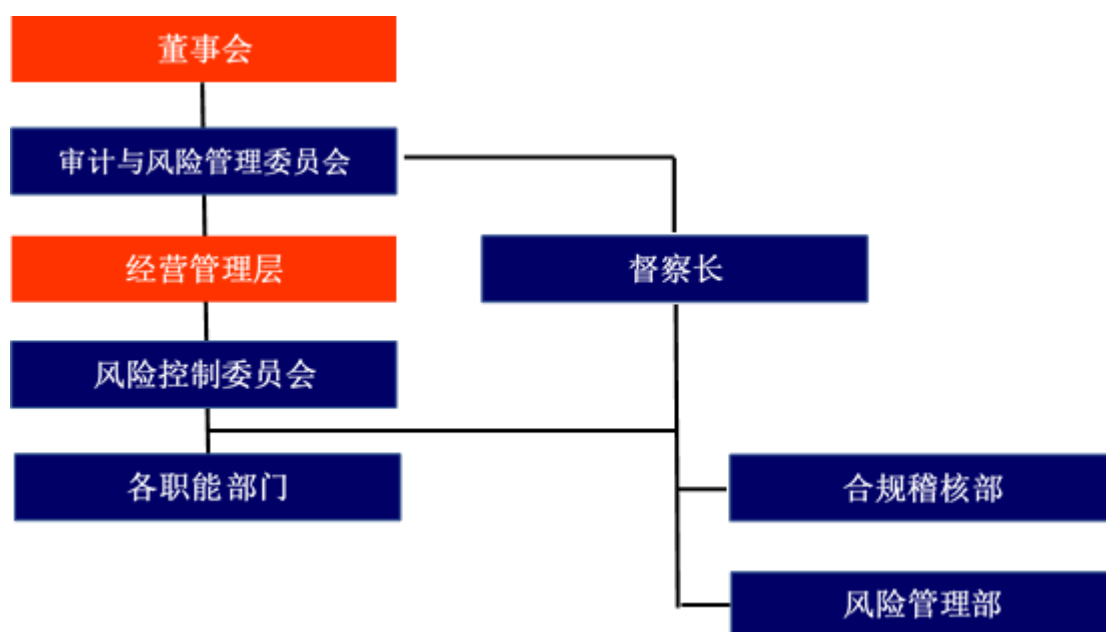 董事会
审计与风险管理委员会
经营管理层
督察长
风险控制委员会
各职能部门
合规稽核部
风险管理部